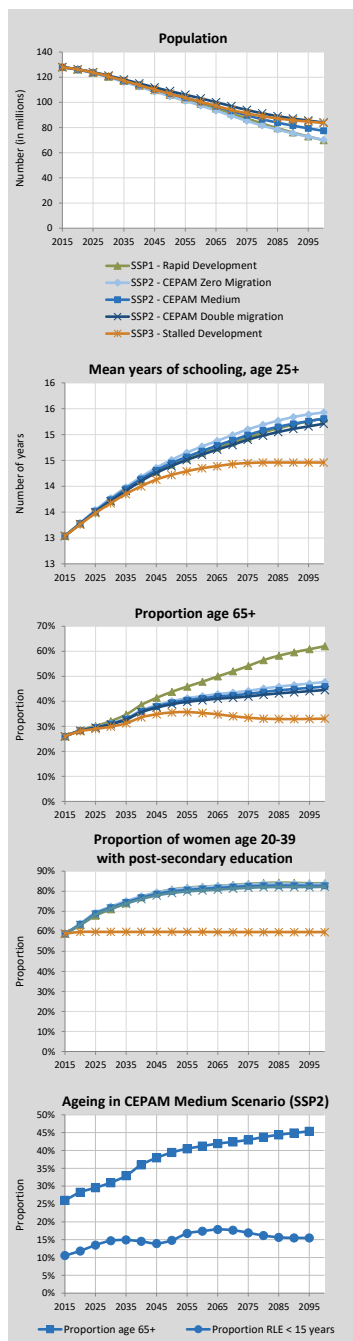 Population
140
120
100
80
60
40
20
0
Number (in millions)
2015 2025 2035 2045 2055 2065 2075 2085 2095
SSP1 - Rapid Development
SSP2 - CEPAM Zero Migration
SSP2 - CEPAM Medium
SSP2 - CEPAM Double migration
SSP3 - Stalled Development
Mean years of schooling, age 25+
16
16
15
15
14
14
13
13
Number of years
2015 2025 2035 2045 2055 2065 2075 2085 2095
Proportion age 65+
70%
60%
50%
40%
30%
20%
10%
0%
Proportion
2015 2025 2035 2045 2055 2065 2075 2085 2095
Proportion of women age 20-39
with post-secondary education
90%
80%
70%
60%
50%
40%
30%
20%
10%
0%
Proportion
2015 2025 2035 2045 2055 2065 2075 2085 2095
Ageing in CEPAM Medium Scenario (SSP2)
50%
45%
40%
35%
30%
25%
20%
15%
10%
5%
0%
Proportion
2015 2025 2035 2045 2055 2065 2075 2085 2095
Proportion age 65+ Proportion RLE < 15 years